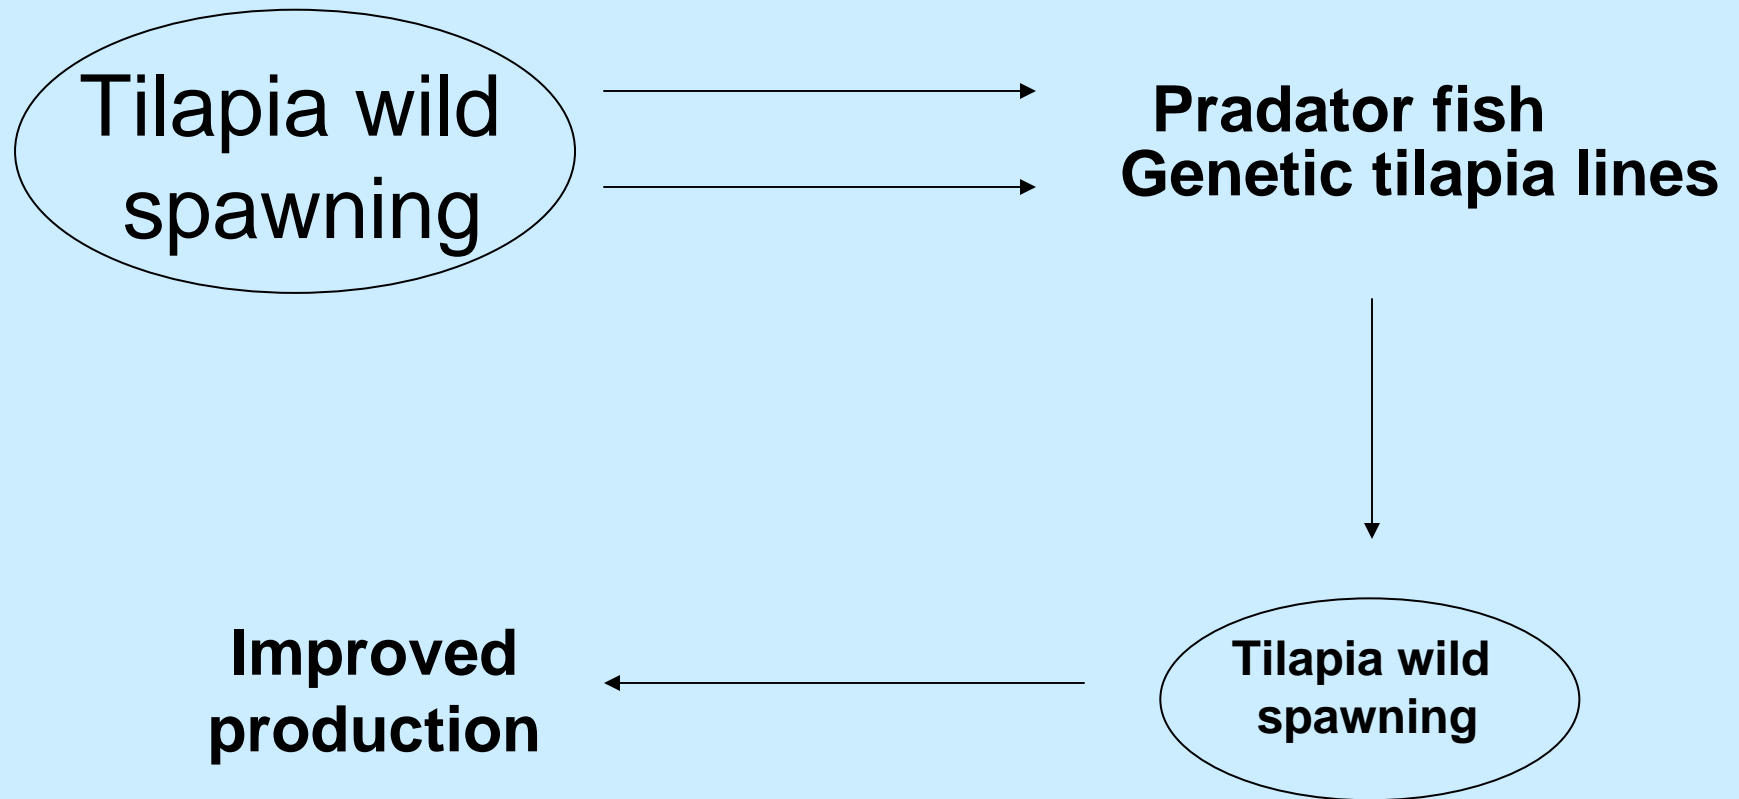 Tilapia wild
spawning
Pradator fish
Genetic tilapia lines
Improved
production
Tilapia wild
spawning